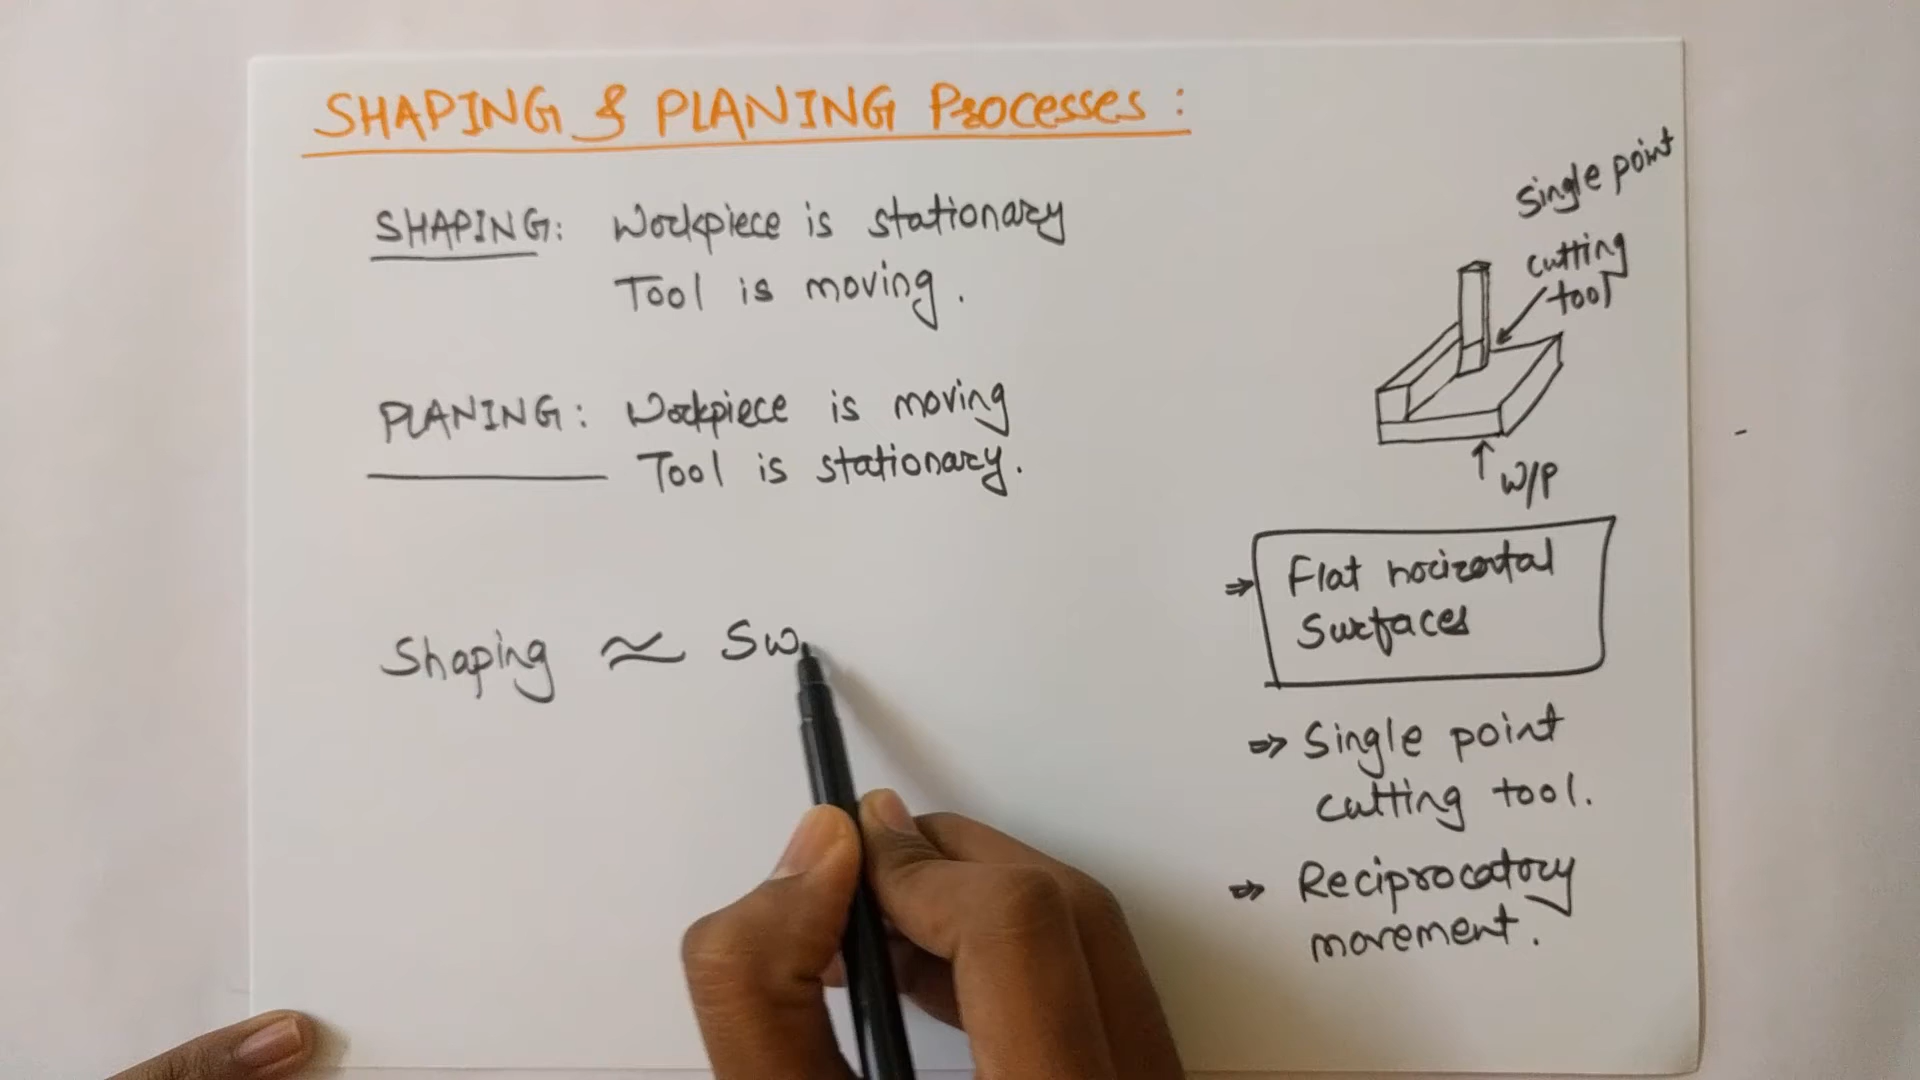 SHAPING & PLANING Processes :
SHAPING: Workpiece is stationary
Tool is moving.
PLANING: Workpiece is moving
Tool is stationary.
Shaping ≈ Sw
Single point
cutting
tool
W/P
⇒ Flat horizontal
Surfaces
⇒ Single point
cutting tool.
⇒ Reciprocatory
movement.